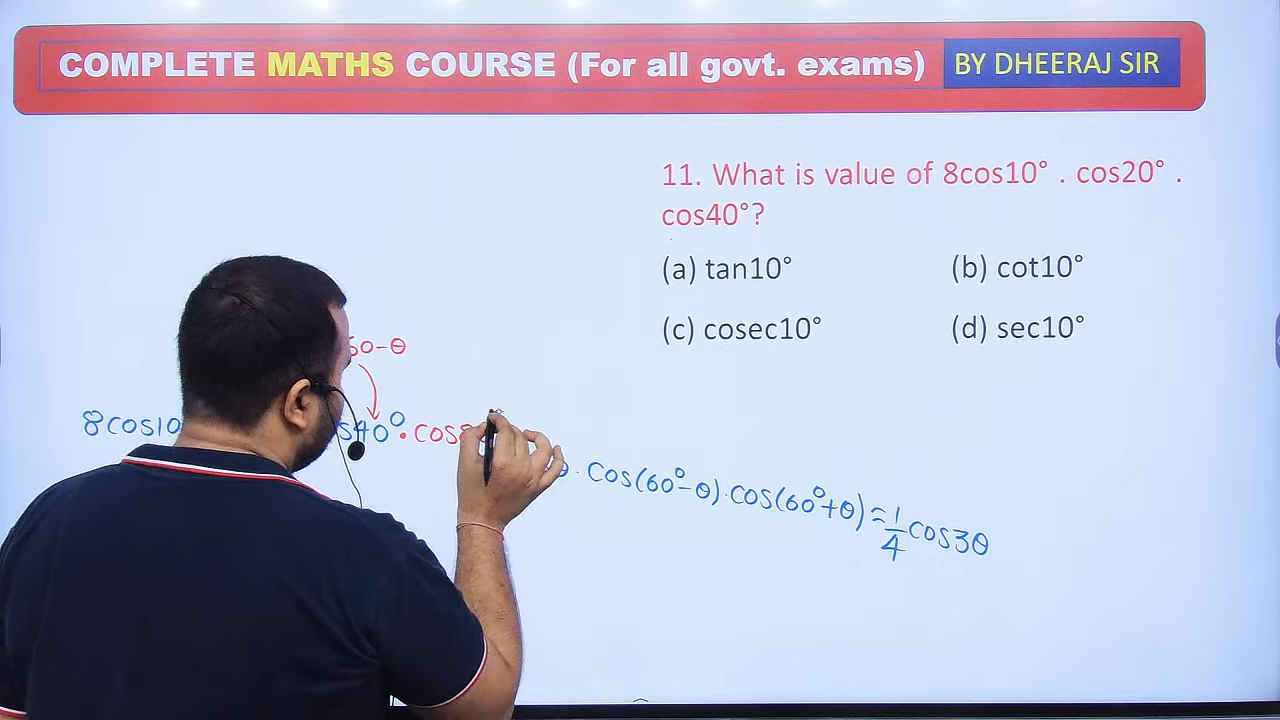 COMPLETE MATHS COURSE (For all govt. exams) BY DHEERAJ SIR
11. What is value of 8cos10° . cos20° .
cos40°?
(a) tan10° (b) cot10°
(c) cosec10° (d) sec10°
60-θ
8cos10 s40° · cos
θ · cos(60°-θ) · cos(60°+θ) = 1/4 cos3θ